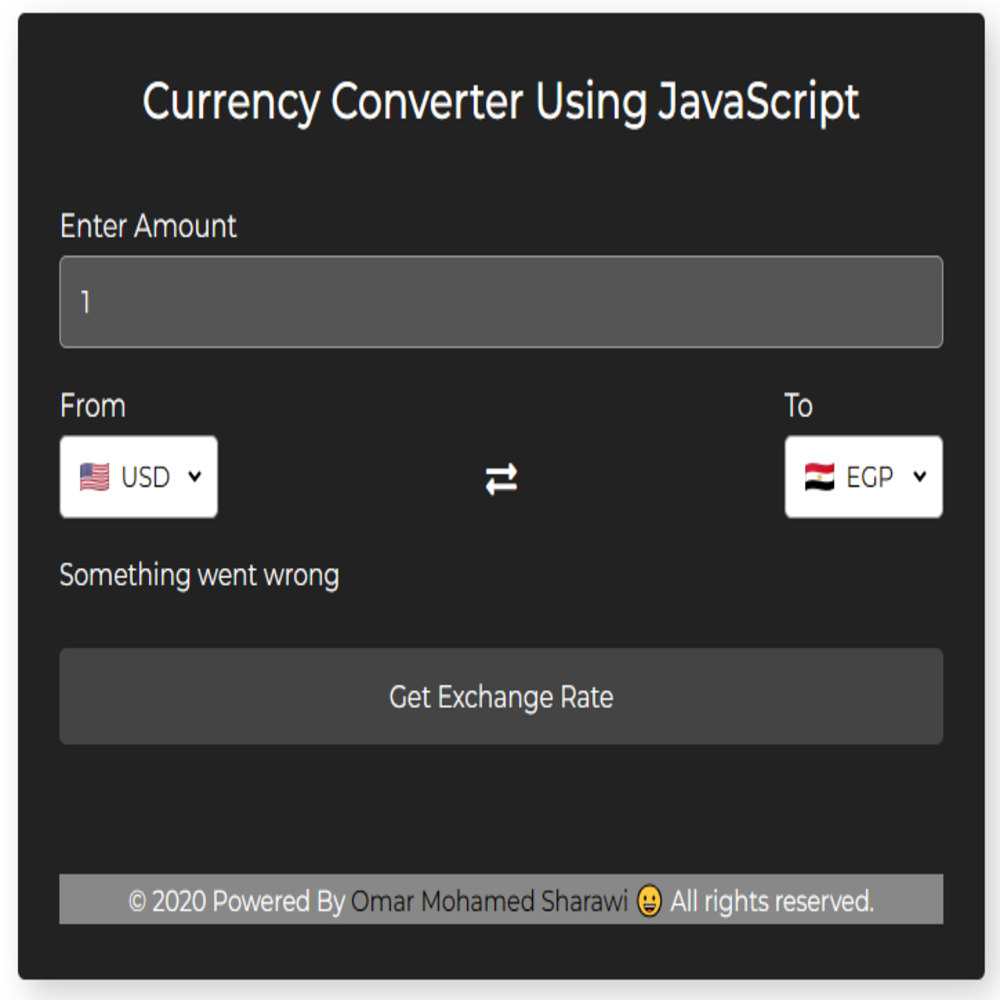 Currency Converter Using JavaScript
Enter Amount
1
From
To
USD
EGP
Something went wrong
Get Exchange Rate
© 2020 Powered By Omar Mohamed Sharawi 😀 All rights reserved.